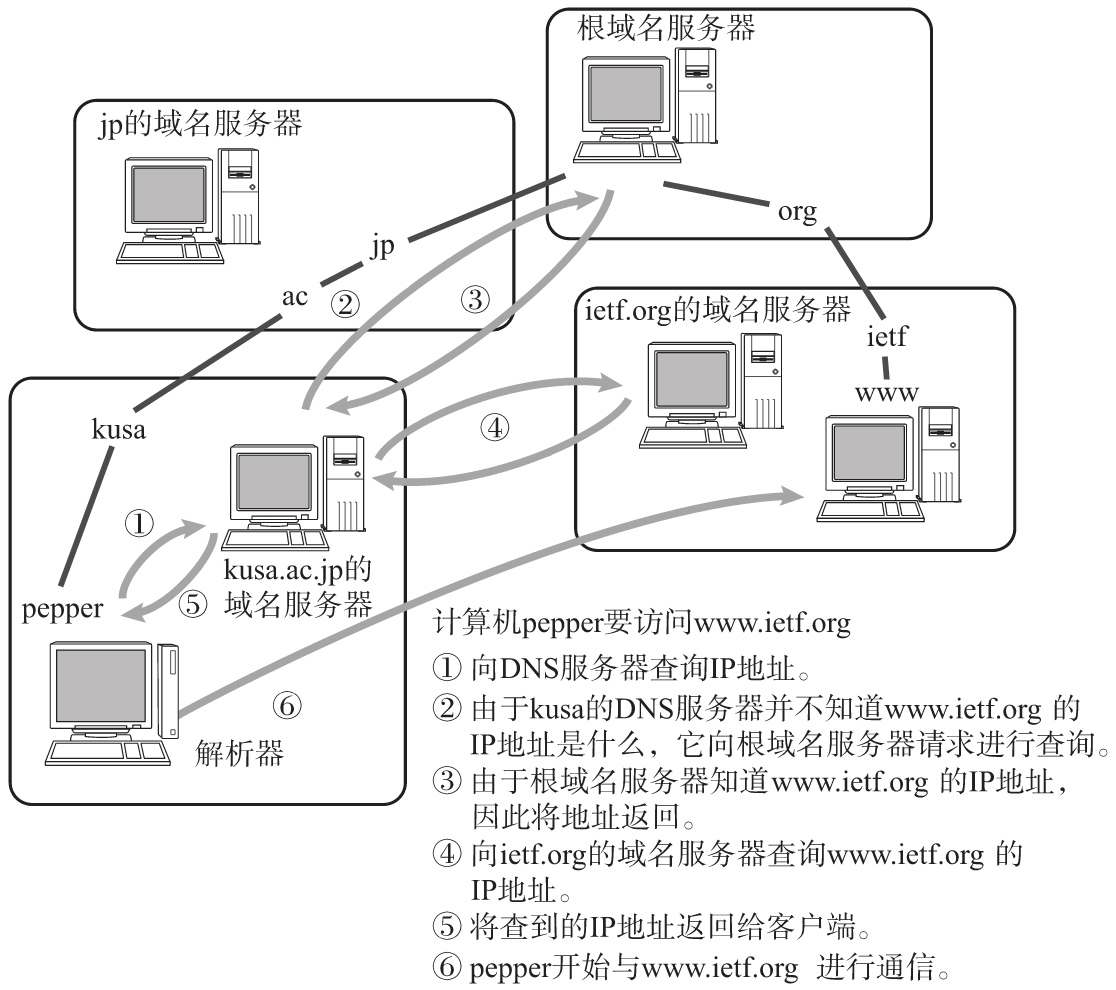 根域名服务器
jp的域名服务器
org
jp
ac
②
③
ietf.org的域名服务器
ietf
www
kusa
④
①
kusa.ac.jp的
域名服务器
⑤
pepper
⑥
解析器
计算机pepper要访问www.ietf.org
① 向DNS服务器查询IP地址。
② 由于kusa的DNS服务器并不知道www.ietf.org 的
IP地址是什么，它向根域名服务器请求进行查询。
③ 由于根域名服务器知道www.ietf.org 的IP地址，
因此将地址返回。
④ 向ietf.org的域名服务器查询www.ietf.org 的
IP地址。
⑤ 将查到的IP地址返回给客户端。
⑥ pepper开始与www.ietf.org 进行通信。